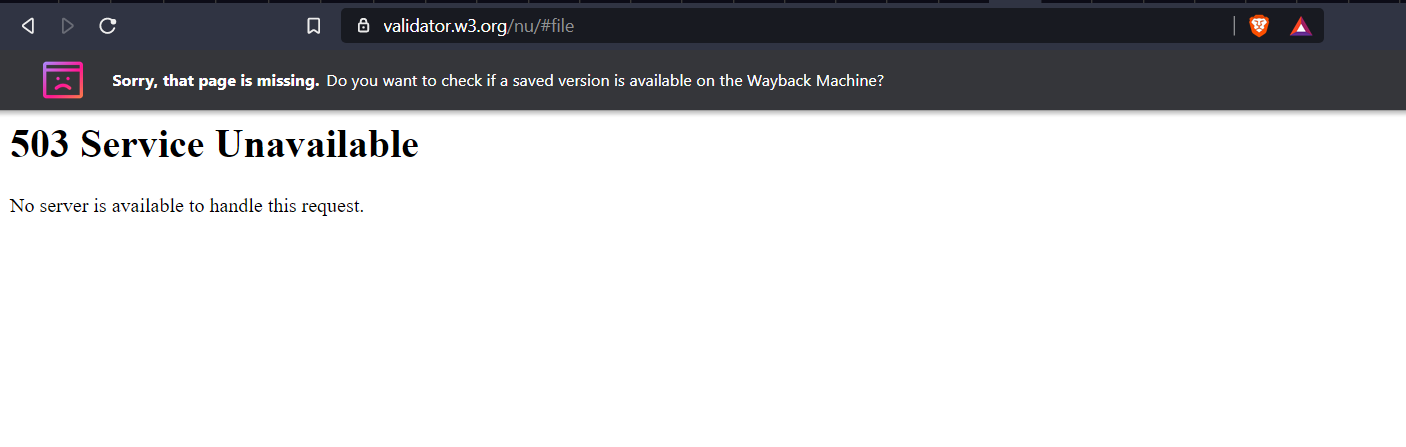 validator.w3.org/nu/#file
Sorry, that page is missing. Do you want to check if a saved version is available on the Wayback Machine?
503 Service Unavailable
No server is available to handle this request.